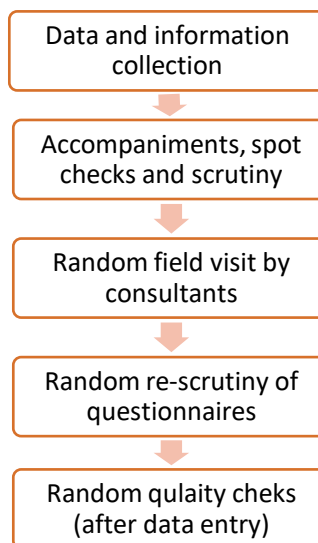 Data and information
collection
Accompaniments, spot
checks and scrutiny
Random field visit by
consultants
Random re-scrutiny of
questionnaires
Random qulaity cheks
(after data entry)